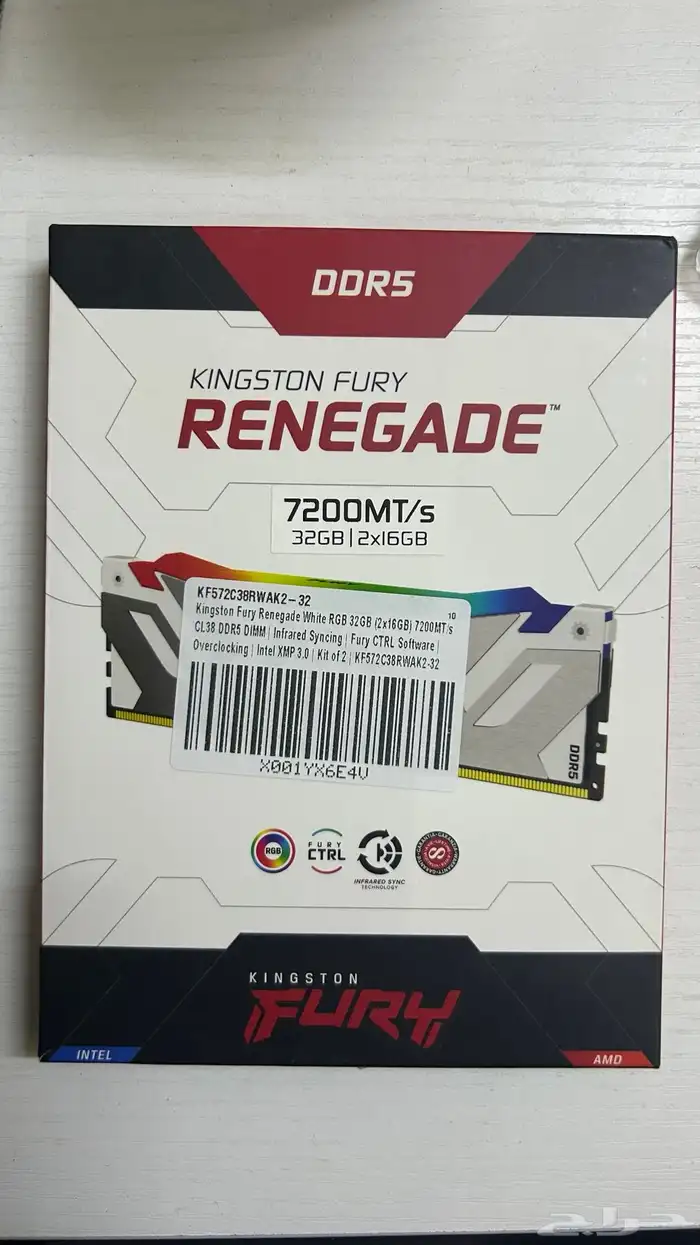 DDR5
KINGSTON FURY
RENEGADE™
7200MT/s
32GB | 2x16GB
KF572C38RWAK2-32
10
Kingston Fury Renegade White RGB 32GB (2x16GB) 7200MT/s
CL38 DDR5 DIMM | Infrared Syncing | Fury CTRL Software |
Overclocking | Intel XMP 3.0 | Kit of 2 | KF572C38RWAK2-32
X001YX6E4V
DDR5
RGB
FURY
CTRL
INFRARED SYNC
TECHNOLOGY
KINGSTON
FURY
INTEL
AMD
حراج